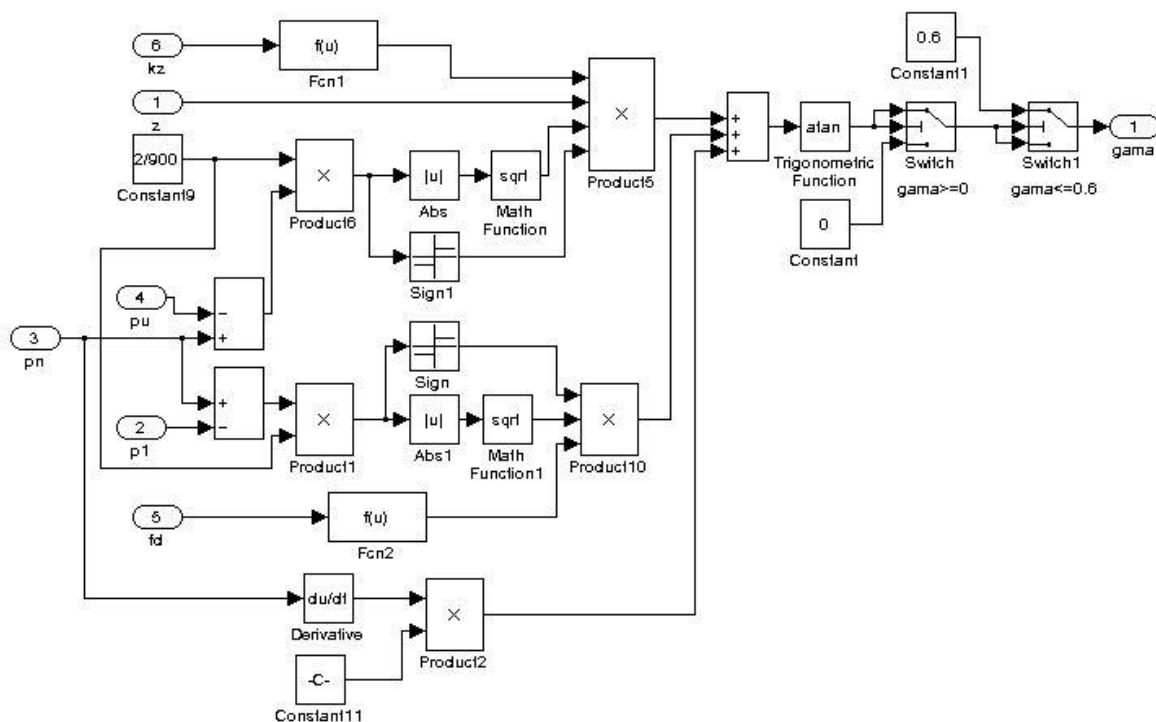 6
kz
f(u)
Fcn1
1
z
2/900
Constant9
×
Product6
|u|
Abs
sqrt
Math
Function
Sign1
×
Product5
+
+
+
atan
Trigonometric
Function
0.6
Constant1
Switch
gama>=0
Switch1
gama<=0.6
1
gama
0
Constant
4
pu
−
+
3
pn
+
−
2
p1
×
Product1
Sign
|u|
Abs1
sqrt
Math
Function1
×
Product10
5
fd
f(u)
Fcn2
du/dt
Derivative
×
Product2
-C-
Constant11